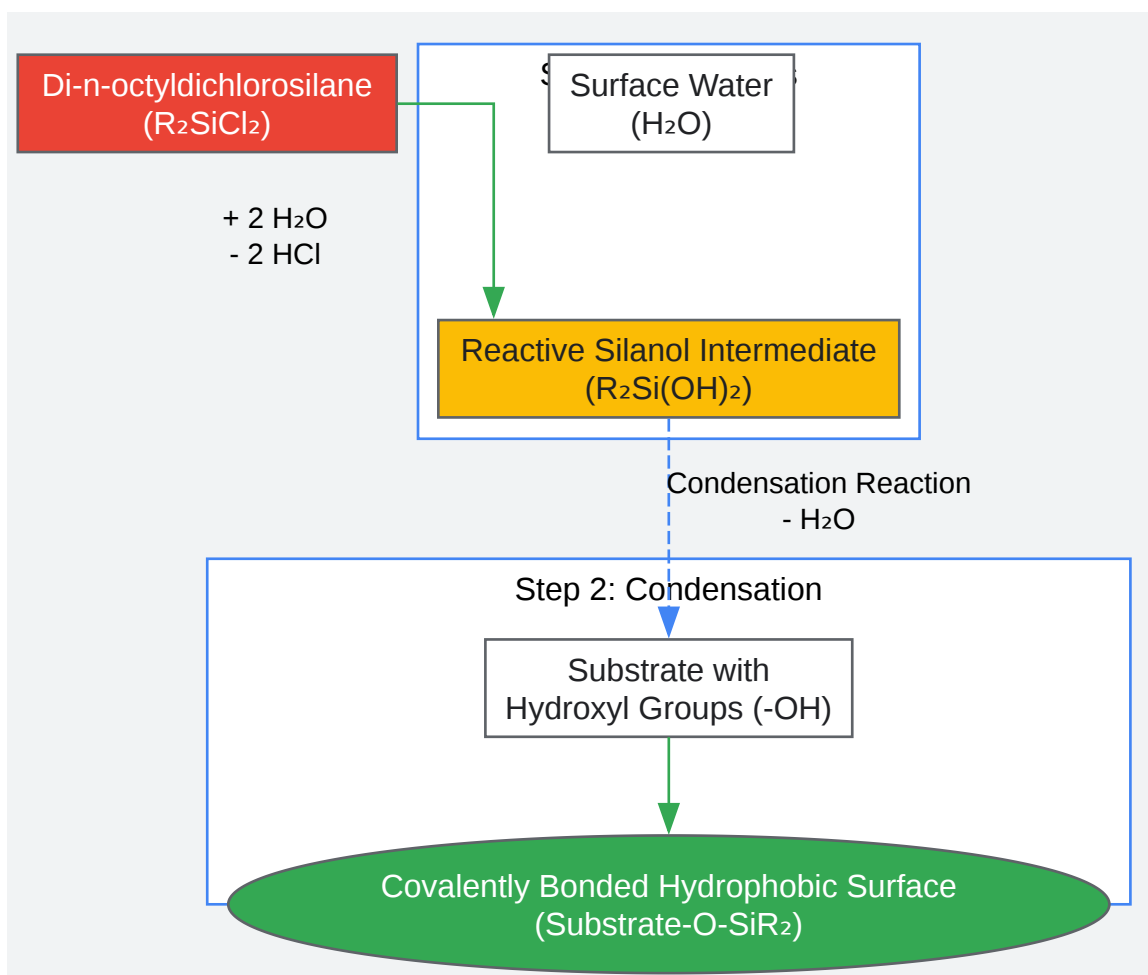 Di-n-octyldichlorosilane
(R₂SiCl₂)
Surface Water
(H₂O)
+ 2 H₂O
- 2 HCl
Reactive Silanol Intermediate
(R₂Si(OH)₂)
Condensation Reaction
- H₂O
Step 2: Condensation
Substrate with
Hydroxyl Groups (-OH)
Covalently Bonded Hydrophobic Surface
(Substrate-O-SiR₂)